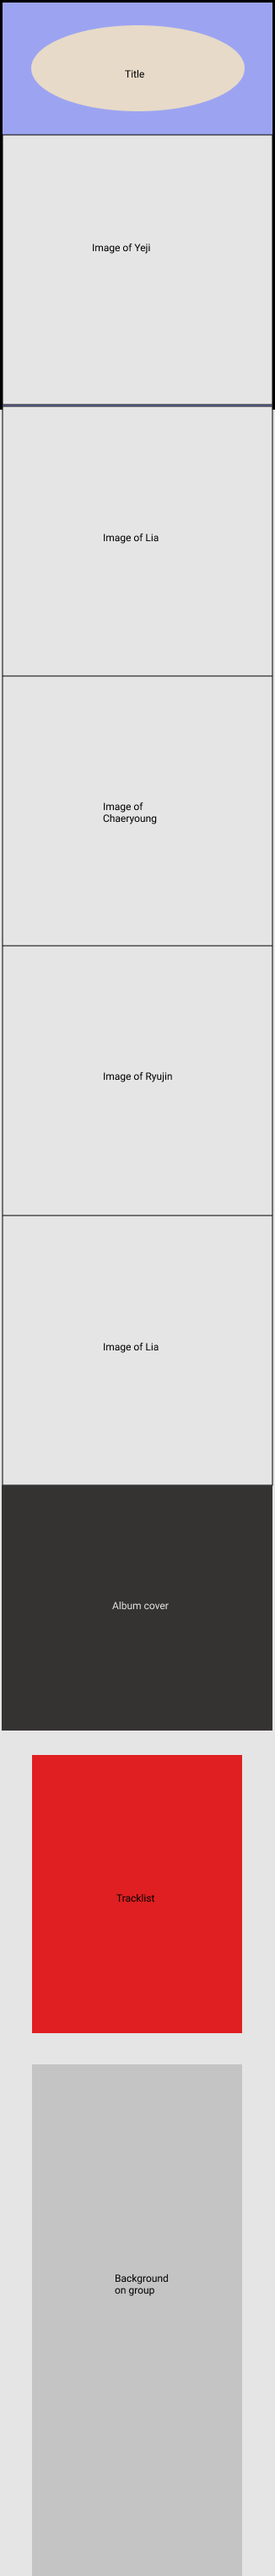 Title
Image of Yeji
Image of Lia
Image of
Chaeryoung
Image of Ryujin
Image of Lia
Album cover
Tracklist
Background
on group